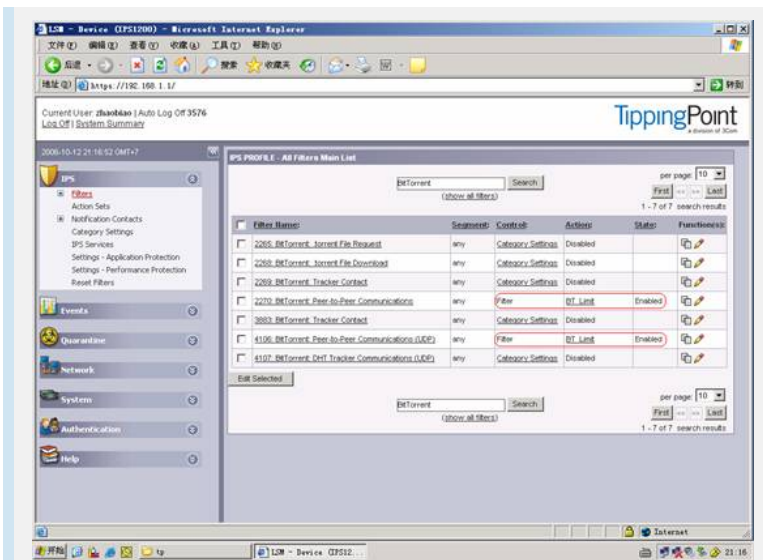 LSM - Device (IPS1200) - Microsoft Internet Explorer
文件(F) 编辑(E) 查看(V) 收藏(A) 工具(T) 帮助(H)
后退 搜索 收藏夹
地址(D) https://192.168.1.1/ 转到
Current User: zhaobiao | Auto Log Off 3576
Log Off | System Summary
TippingPoint
a division of 3Com
2006-10-12 21:16:52 GMT+7
IPS
Filters
Action Sets
Notification Contacts
Category Settings
IPS Services
Settings - Application Protection
Settings - Performance Protection
Reset Filters
Events
Quarantine
Network
System
Authentication
Help
IPS PROFILE - All Filters Main List
BitTorrent Search
(show all filters)
per page: 10
First << >> Last
1 - 7 of 7 search results
Filter Name: Segment: Control: Action: State: Function(s):
2265: BitTorrent: .torrent File Request any Category Settings Disabled
2268: BitTorrent: .torrent File Download any Category Settings Disabled
2269: BitTorrent: Tracker Contact any Category Settings Disabled
2270: BitTorrent: Peer-to-Peer Communications any Filter BT_Limit Enabled
3883: BitTorrent: Tracker Contact any Category Settings Disabled
4106: BitTorrent: Peer-to-Peer Communications (UDP) any Filter BT_Limit Enabled
4107: BitTorrent: DHT Tracker Communications (UDP) any Category Settings Disabled
Edit Selected
BitTorrent Search
(show all filters)
per page: 10
First << >> Last
1 - 7 of 7 search results
Internet
开始 tp LSM - Device (IPS12... 21:16